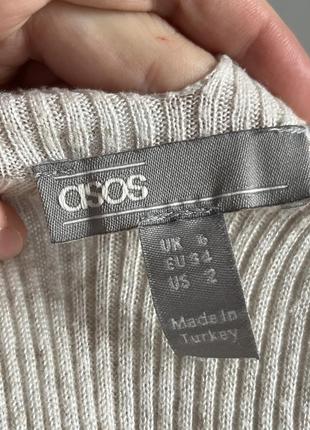 asos
UK 6
EU 34
US 2
Made in
Turkey